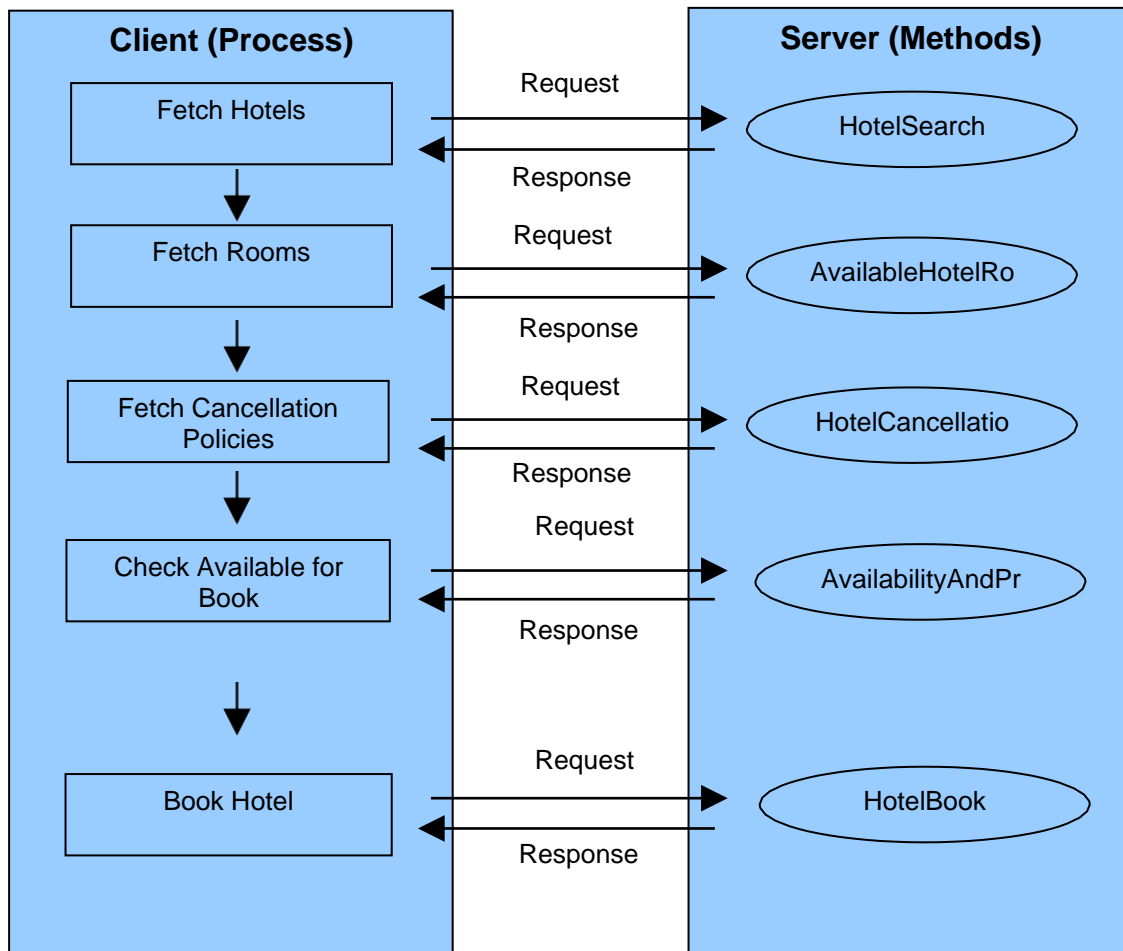 Client (Process)
Server (Methods)
Fetch Hotels
Request
HotelSearch
Response
Fetch Rooms
Request
AvailableHotelRo
Response
Fetch Cancellation
Policies
Request
HotelCancellatio
Response
Check Available for
Book
Request
AvailabilityAndPr
Response
Book Hotel
Request
HotelBook
Response